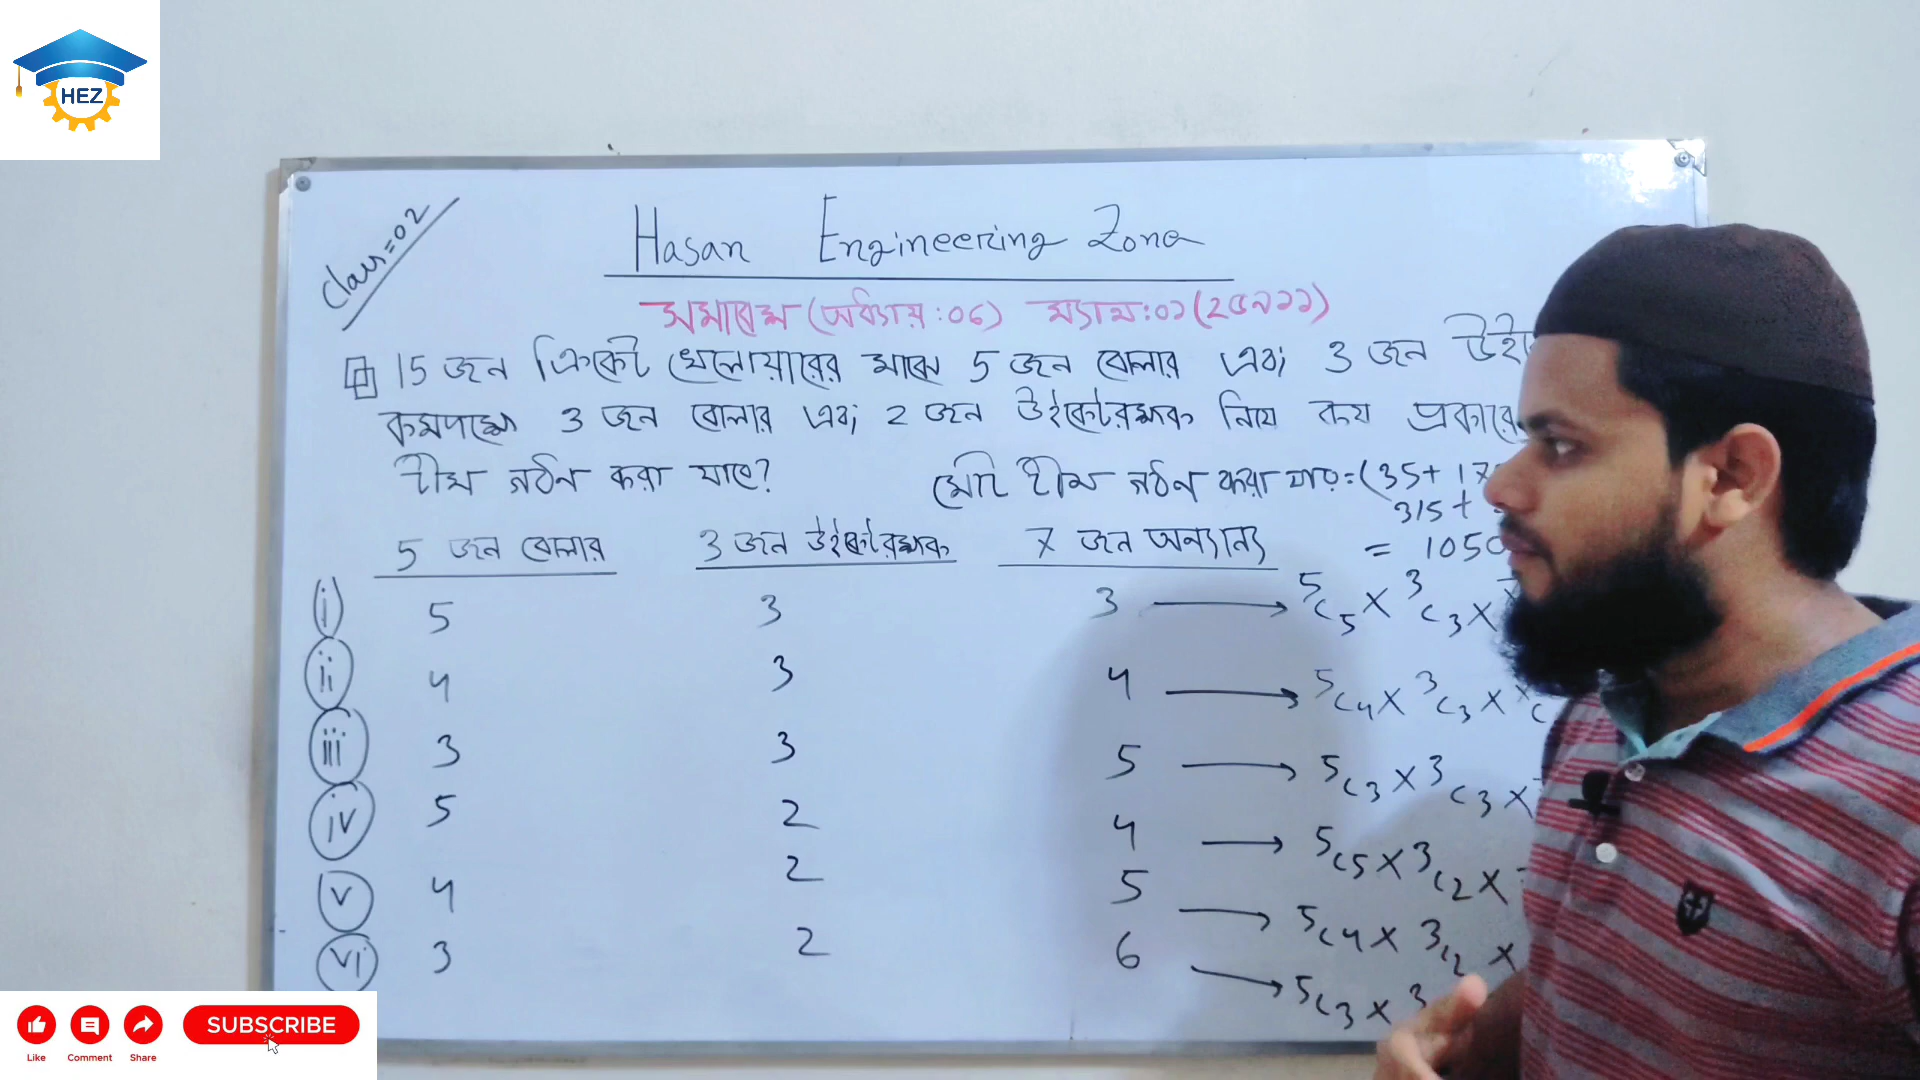 HEZ
Class=02
Hasan Engineering Zone
সমাবেশ (অধ্যায় : ০৬) ম্যাথ : ০১ (২৫৯১১)
15 জন ক্রিকেট খেলোয়ারের মাঝে 5 জন বোলার এবং 3 জন
কমপক্ষে 3 জন বোলার এবং 2 জন উইকেটরক্ষক নিয়ে কয় প্রকারে
টীম গঠন করা যাবে?
মোট টীম গঠন করা যায়=(35+
315+
= 1050
5 জন বোলার 3 জন উইকেটরক্ষক 7 জন অন্যান্য
i 5 3 3 → ⁵C₅ × ³C₃ ×
ii 4 3 4 → ⁵C₄ × ³C₃ × ⁷C
iii 3 3 5 → ⁵C₃ × ³C₃ ×
iv 5 2 4 → ⁵C₅ × ³C₂ ×
v 4 2 5 → ⁵C₄ × ³C₂ ×
vi 3 2 6 → ⁵C₃ × ³
SUBSCRIBE
Like Comment Share